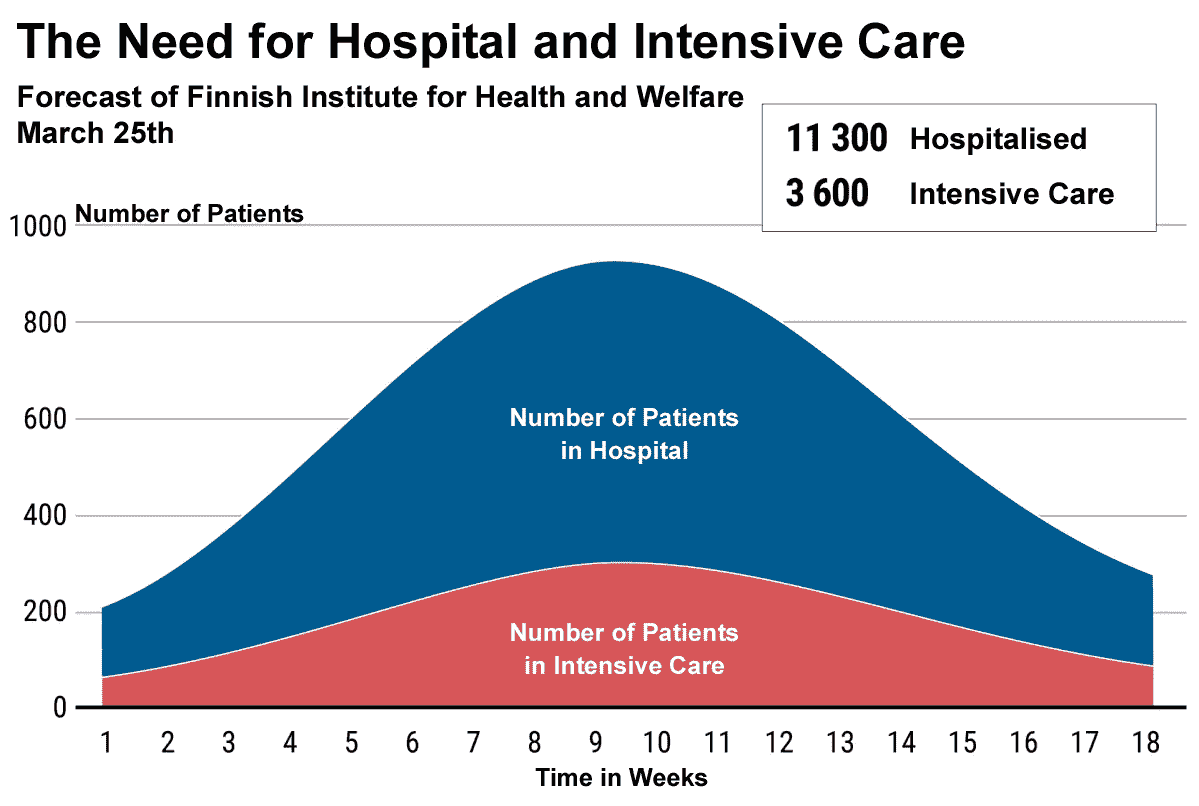 The Need for Hospital and Intensive Care
Forecast of Finnish Institute for Health and Welfare
March 25th
11 300 Hospitalised
3 600 Intensive Care
Number of Patients
1000
800
600
400
200
0
Number of Patients
in Hospital
Number of Patients
in Intensive Care
1 2 3 4 5 6 7 8 9 10 11 12 13 14 15 16 17 18
Time in Weeks